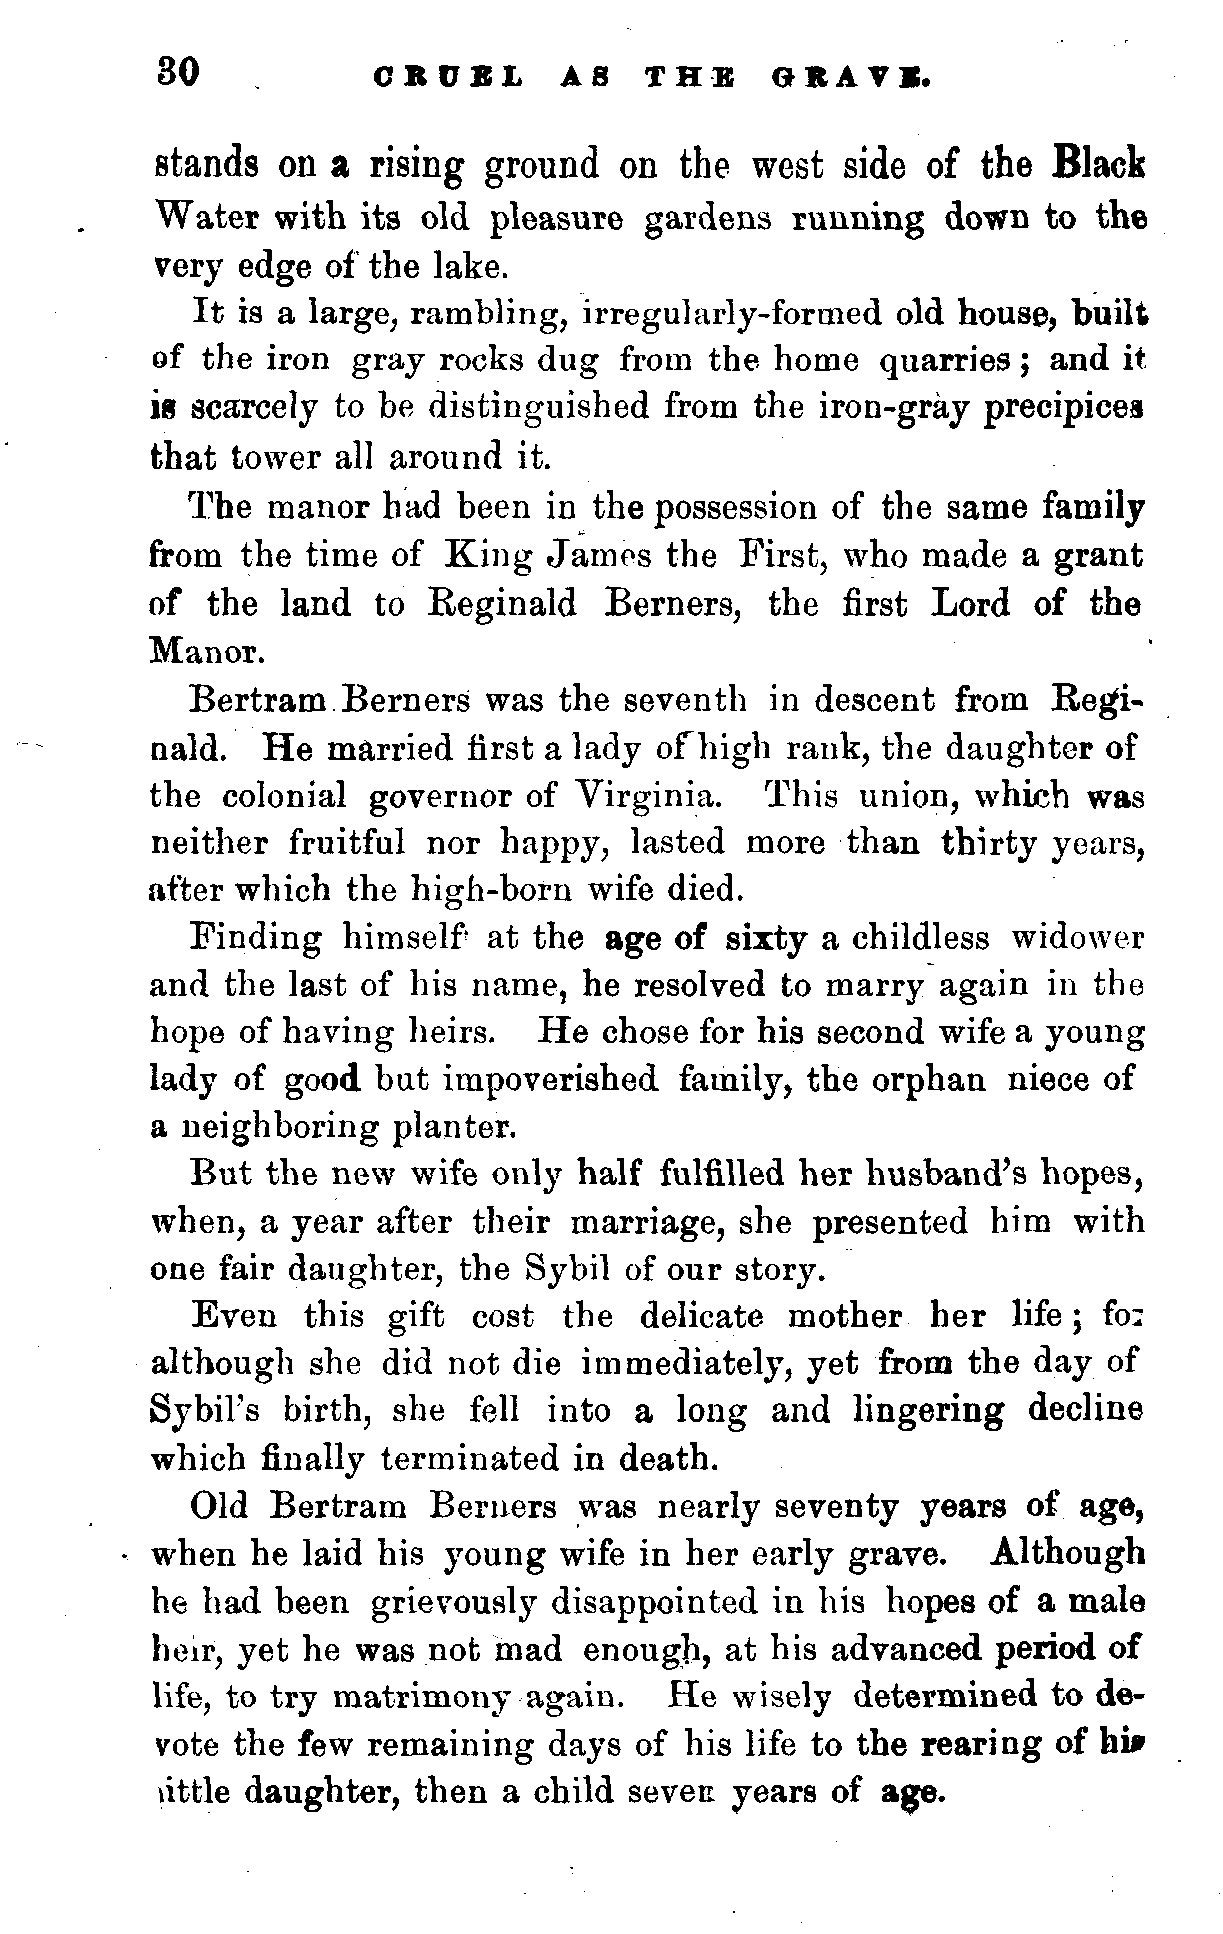 30 CRUEL AS THE GRAVE.
stands on a rising ground on the west side of the Black
Water with its old pleasure gardens running down to the
very edge of the lake.
It is a large, rambling, irregularly-formed old house, built
of the iron gray rocks dug from the home quarries; and it
is scarcely to be distinguished from the iron-gray precipices
that tower all around it.
The manor had been in the possession of the same family
from the time of King James the First, who made a grant
of the land to Reginald Berners, the first Lord of the
Manor.
Bertram Berners was the seventh in descent from Regi-
nald. He married first a lady of high rank, the daughter of
the colonial governor of Virginia. This union, which was
neither fruitful nor happy, lasted more than thirty years,
after which the high-born wife died.
Finding himself at the age of sixty a childless widower
and the last of his name, he resolved to marry again in the
hope of having heirs. He chose for his second wife a young
lady of good but impoverished family, the orphan niece of
a neighboring planter.
But the new wife only half fulfilled her husband's hopes,
when, a year after their marriage, she presented him with
one fair daughter, the Sybil of our story.
Even this gift cost the delicate mother her life; for
although she did not die immediately, yet from the day of
Sybil's birth, she fell into a long and lingering decline
which finally terminated in death.
Old Bertram Berners was nearly seventy years of age,
when he laid his young wife in her early grave. Although
he had been grievously disappointed in his hopes of a male
heir, yet he was not mad enough, at his advanced period of
life, to try matrimony again. He wisely determined to de-
vote the few remaining days of his life to the rearing of his
little daughter, then a child seven years of age.